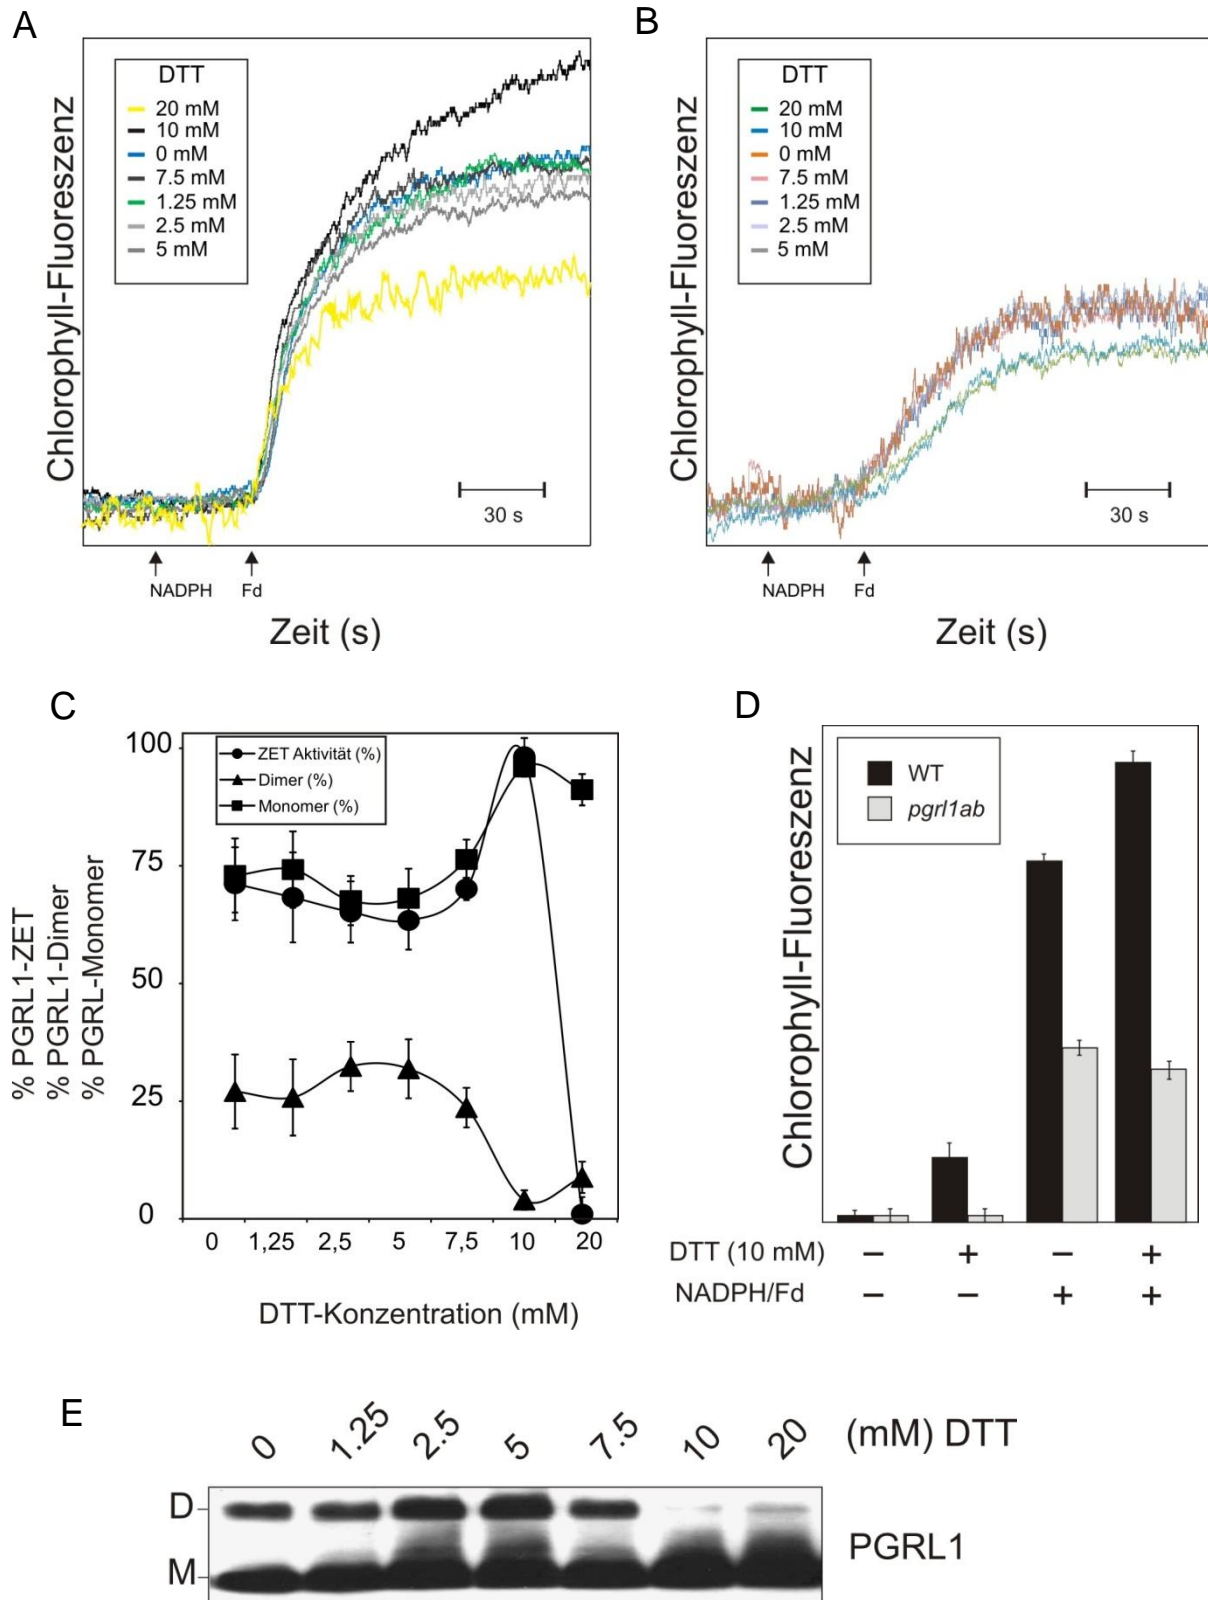 A
Chlorophyll-Fluoreszenz
DTT
20 mM
10 mM
0 mM
7.5 mM
1.25 mM
2.5 mM
5 mM
30 s
NADPH
Fd
Zeit (s)
B
Chlorophyll-Fluoreszenz
DTT
20 mM
10 mM
0 mM
7.5 mM
1.25 mM
2.5 mM
5 mM
30 s
NADPH
Fd
Zeit (s)
C
% PGRL1-ZET
% PGRL1-Dimer
% PGRL-Monomer
ZET Aktivität (%)
Dimer (%)
Monomer (%)
100
75
50
25
0
0 1,25 2,5 5 7,5 10 20
DTT-Konzentration (mM)
D
Chlorophyll-Fluoreszenz
WT
pgrl1ab
DTT (10 mM) − + − +
NADPH/Fd − − + +
E
0 1.25 2.5 5 7.5 10 20 (mM) DTT
D
M
PGRL1